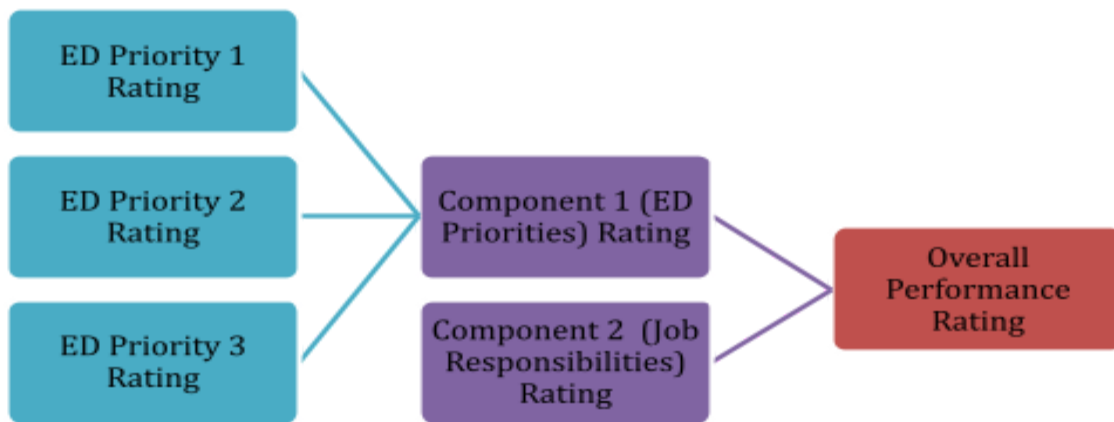 ED Priority 1
Rating
ED Priority 2
Rating
ED Priority 3
Rating
Component 1 (ED
Priorities) Rating
Component 2  (Job
Responsibilities)
Rating
Overall
Performance
Rating